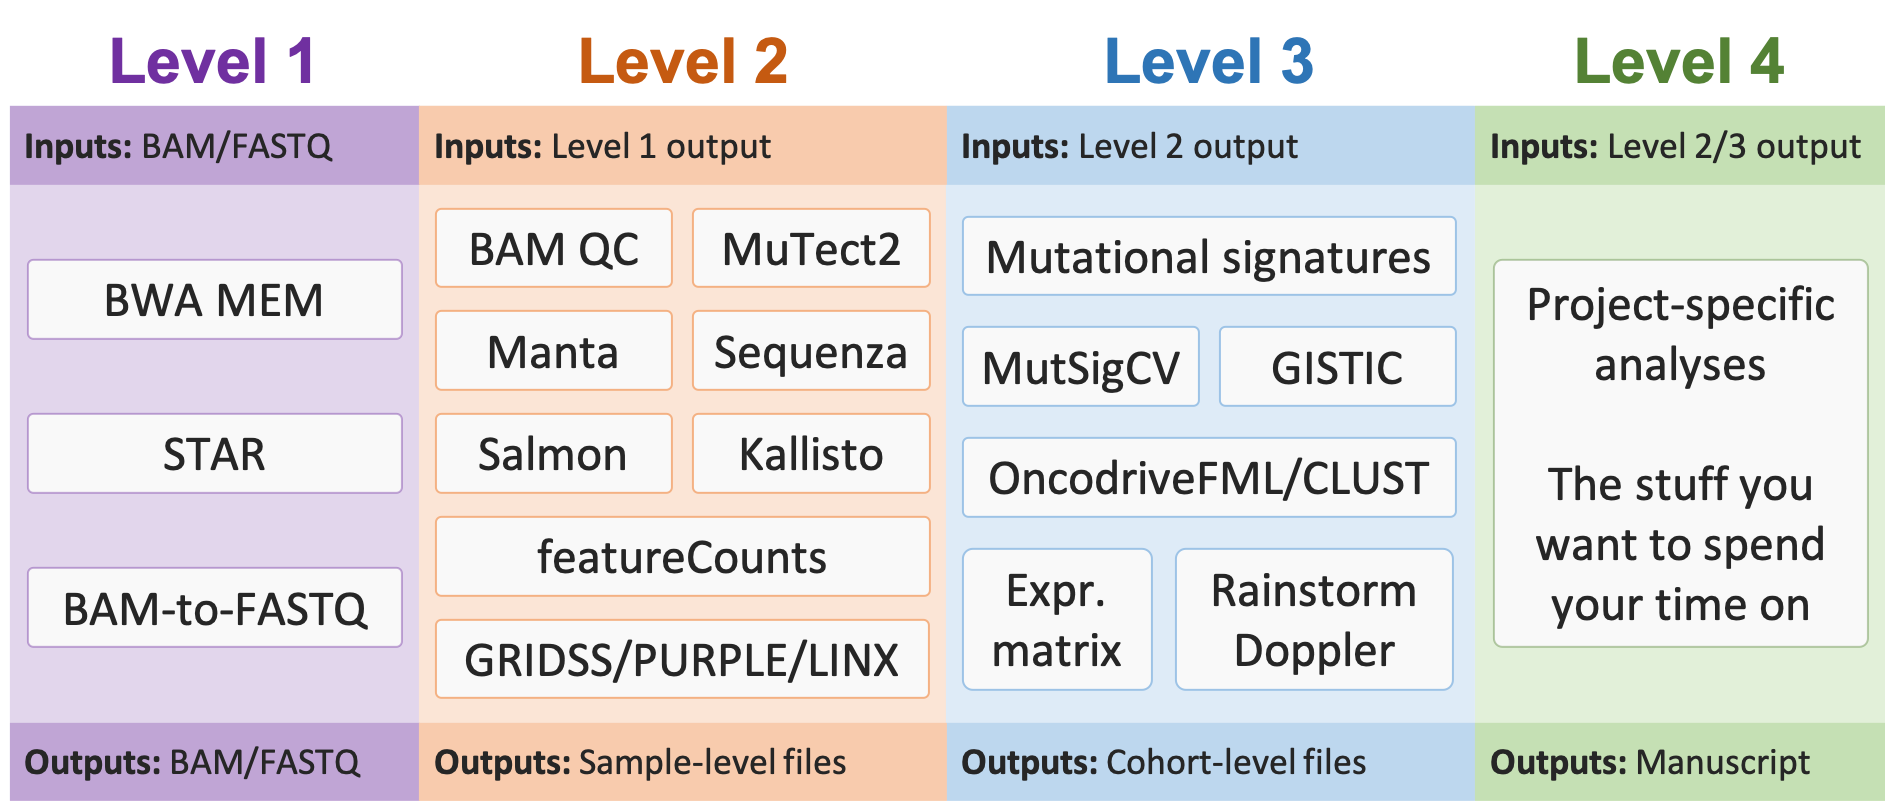 Level 1
Level 2
Level 3
Level 4
Inputs: BAM/FASTQ
Inputs: Level 1 output
Inputs: Level 2 output
Inputs: Level 2/3 output
BWA MEM
STAR
BAM-to-FASTQ
BAM QC
MuTect2
Manta
Sequenza
Salmon
Kallisto
featureCounts
GRIDSS/PURPLE/LINX
Mutational signatures
MutSigCV
GISTIC
OncodriveFML/CLUST
Expr.
matrix
Rainstorm
Doppler
Project-specific
analyses
The stuff you
want to spend
your time on
Outputs: BAM/FASTQ
Outputs: Sample-level files
Outputs: Cohort-level files
Outputs: Manuscript